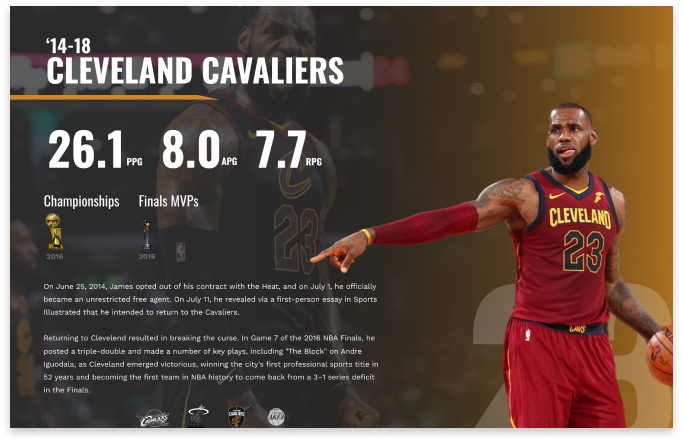 ‘14-18
CLEVELAND CAVALIERS
26.1 PPG 8.0 APG 7.7 RPG
Championships Finals MVPs
2016 2016
On June 25, 2014, James opted out of his contract with the Heat, and on July 1, he officially
became an unrestricted free agent. On July 11, he revealed via a first-person essay in Sports
Illustrated that he intended to return to the Cavaliers.
Returning to Clevelend resulted in breaking the curse. In Game 7 of the 2016 NBA Finals, he
posted a triple-double and made a number of key plays, including "The Block" on Andre
Iguodala, as Cleveland emerged victorious, winning the city's first professional sports title in
52 years and becoming the first team in NBA history to come back from a 3–1 series deficit
in the Finals.
CLEVELAND
23
CAVS
23
23
CAVALIERS